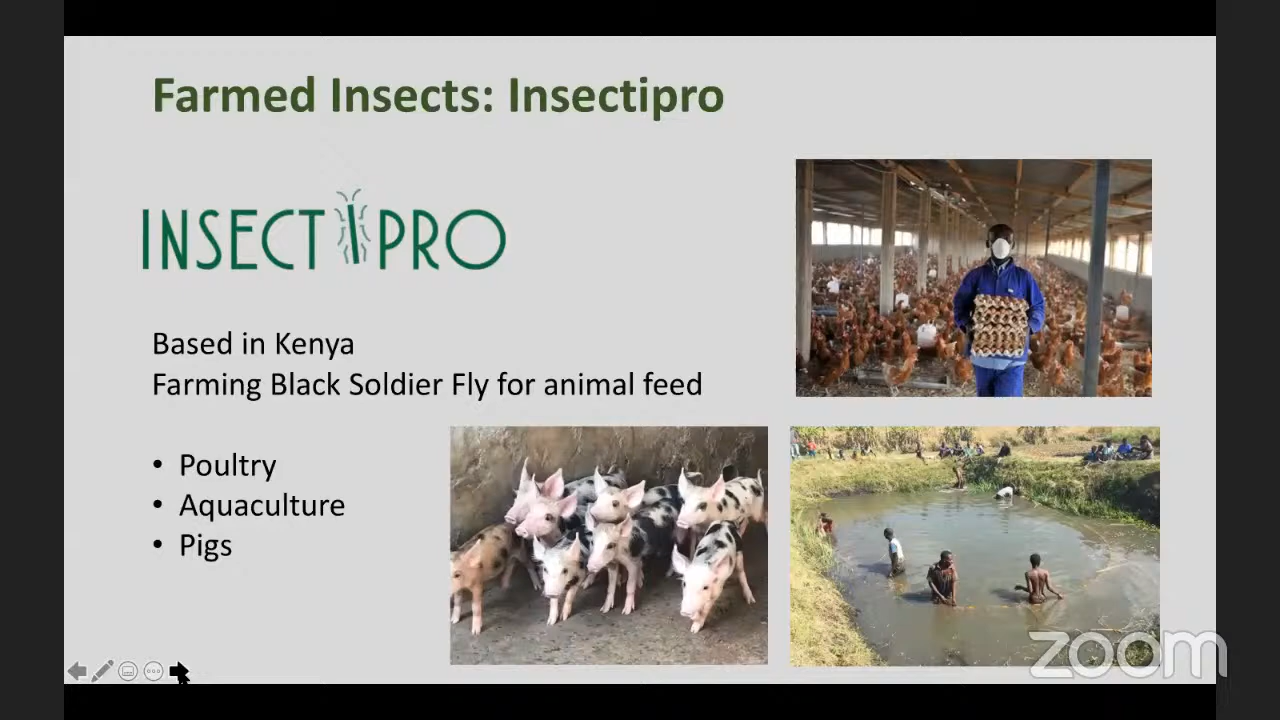 Farmed Insects: Insectipro
INSECTIPRO
Based in Kenya
Farming Black Soldier Fly for animal feed
• Poultry
• Aquaculture
• Pigs
zoom